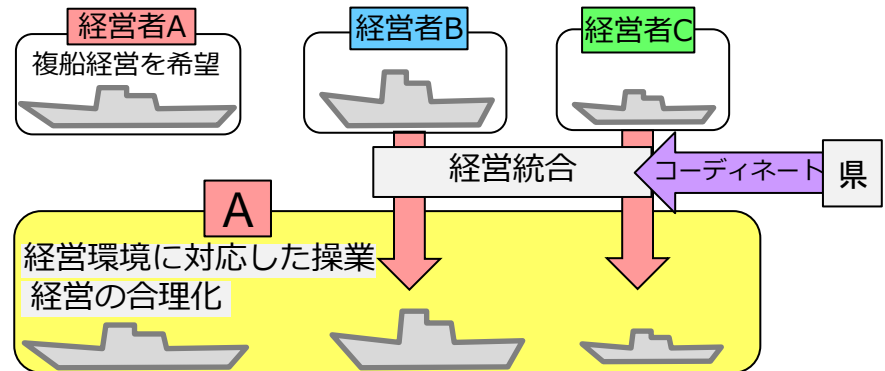 経営者A
経営者B
経営者C
複船経営を希望
経営統合
コーディネート
県
A
経営環境に対応した操業
経営の合理化